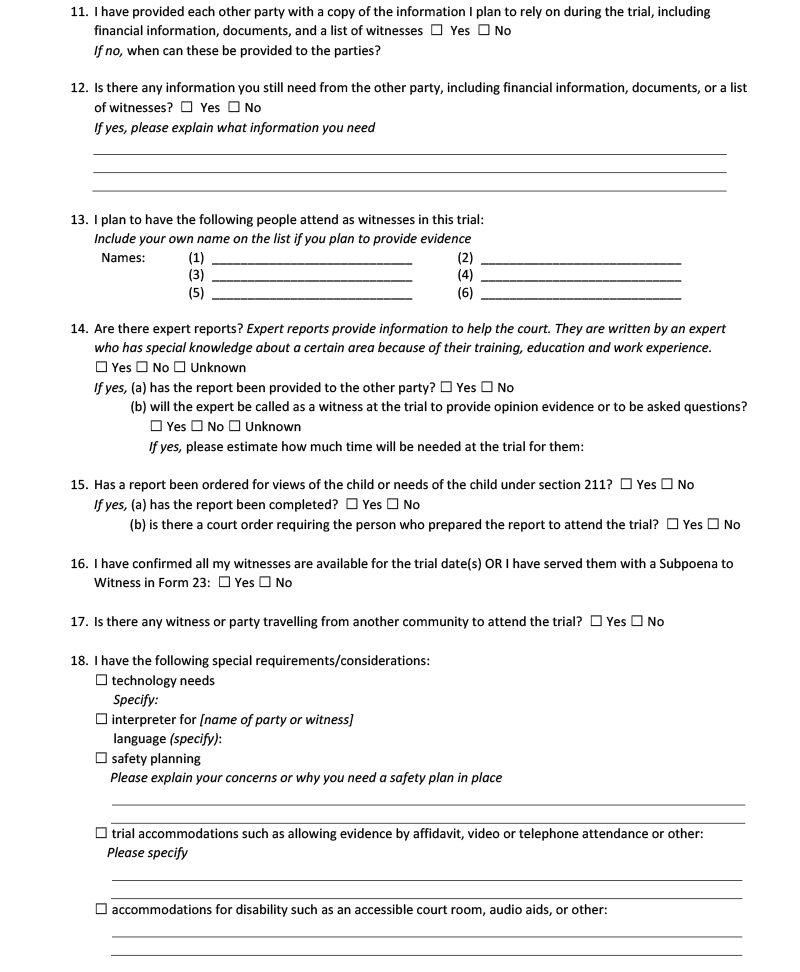 11. I have provided each other party with a copy of the information I plan to rely on during the trial, including
financial information, documents, and a list of witnesses ☐ Yes ☐ No
If no, when can these be provided to the parties?
12. Is there any information you still need from the other party, including financial information, documents, or a list
of witnesses? ☐ Yes ☐ No
If yes, please explain what information you need
13. I plan to have the following people attend as witnesses in this trial:
Include your own name on the list if you plan to provide evidence
Names: (1) ____________________________ (2) ____________________________
(3) ____________________________ (4) ____________________________
(5) ____________________________ (6) ____________________________
14. Are there expert reports? Expert reports provide information to help the court. They are written by an expert
who has special knowledge about a certain area because of their training, education and work experience.
☐ Yes ☐ No ☐ Unknown
If yes, (a) has the report been provided to the other party? ☐ Yes ☐ No
(b) will the expert be called as a witness at the trial to provide opinion evidence or to be asked questions?
☐ Yes ☐ No ☐ Unknown
If yes, please estimate how much time will be needed at the trial for them:
15. Has a report been ordered for views of the child or needs of the child under section 211? ☐ Yes ☐ No
If yes, (a) has the report been completed? ☐ Yes ☐ No
(b) is there a court order requiring the person who prepared the report to attend the trial? ☐ Yes ☐ No
16. I have confirmed all my witnesses are available for the trial date(s) OR I have served them with a Subpoena to
Witness in Form 23: ☐ Yes ☐ No
17. Is there any witness or party travelling from another community to attend the trial? ☐ Yes ☐ No
18. I have the following special requirements/considerations:
☐ technology needs
Specify:
☐ interpreter for [name of party or witness]
language (specify):
☐ safety planning
Please explain your concerns or why you need a safety plan in place
☐ trial accommodations such as allowing evidence by affidavit, video or telephone attendance or other:
Please specify
☐ accommodations for disability such as an accessible court room, audio aids, or other: